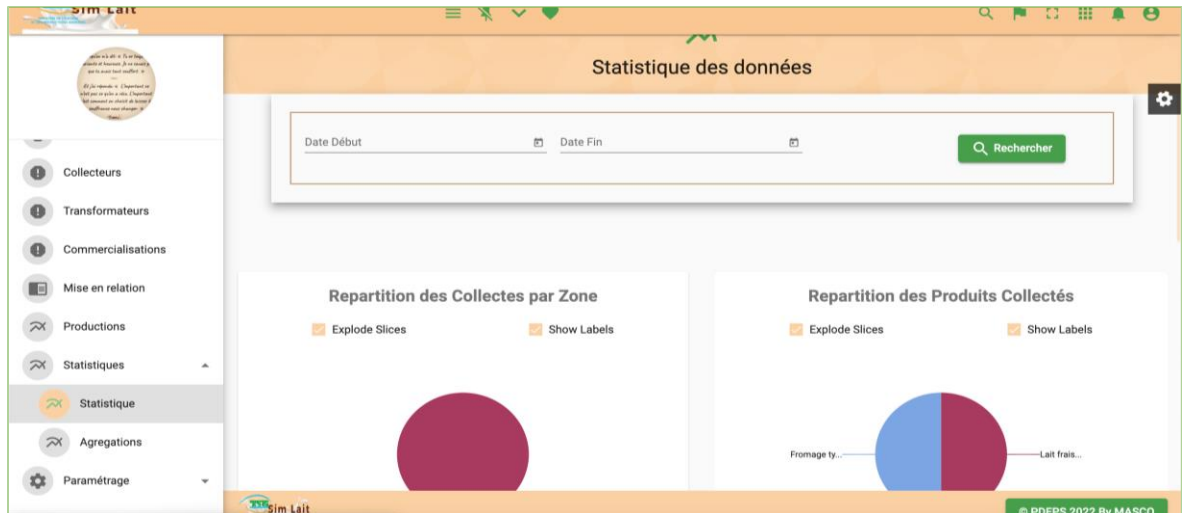 Sim Lait
Statistique des données
Date Début
Date Fin
Rechercher
Collecteurs
Transformateurs
Commercialisations
Mise en relation
Productions
Statistiques
Statistique
Agregations
Paramétrage
Repartition des Collectes par Zone
Explode Slices
Show Labels
Repartition des Produits Collectés
Explode Slices
Show Labels
Fromage ty...
Lait frais...
Sim Lait
© PDEPS 2022 By MASCO